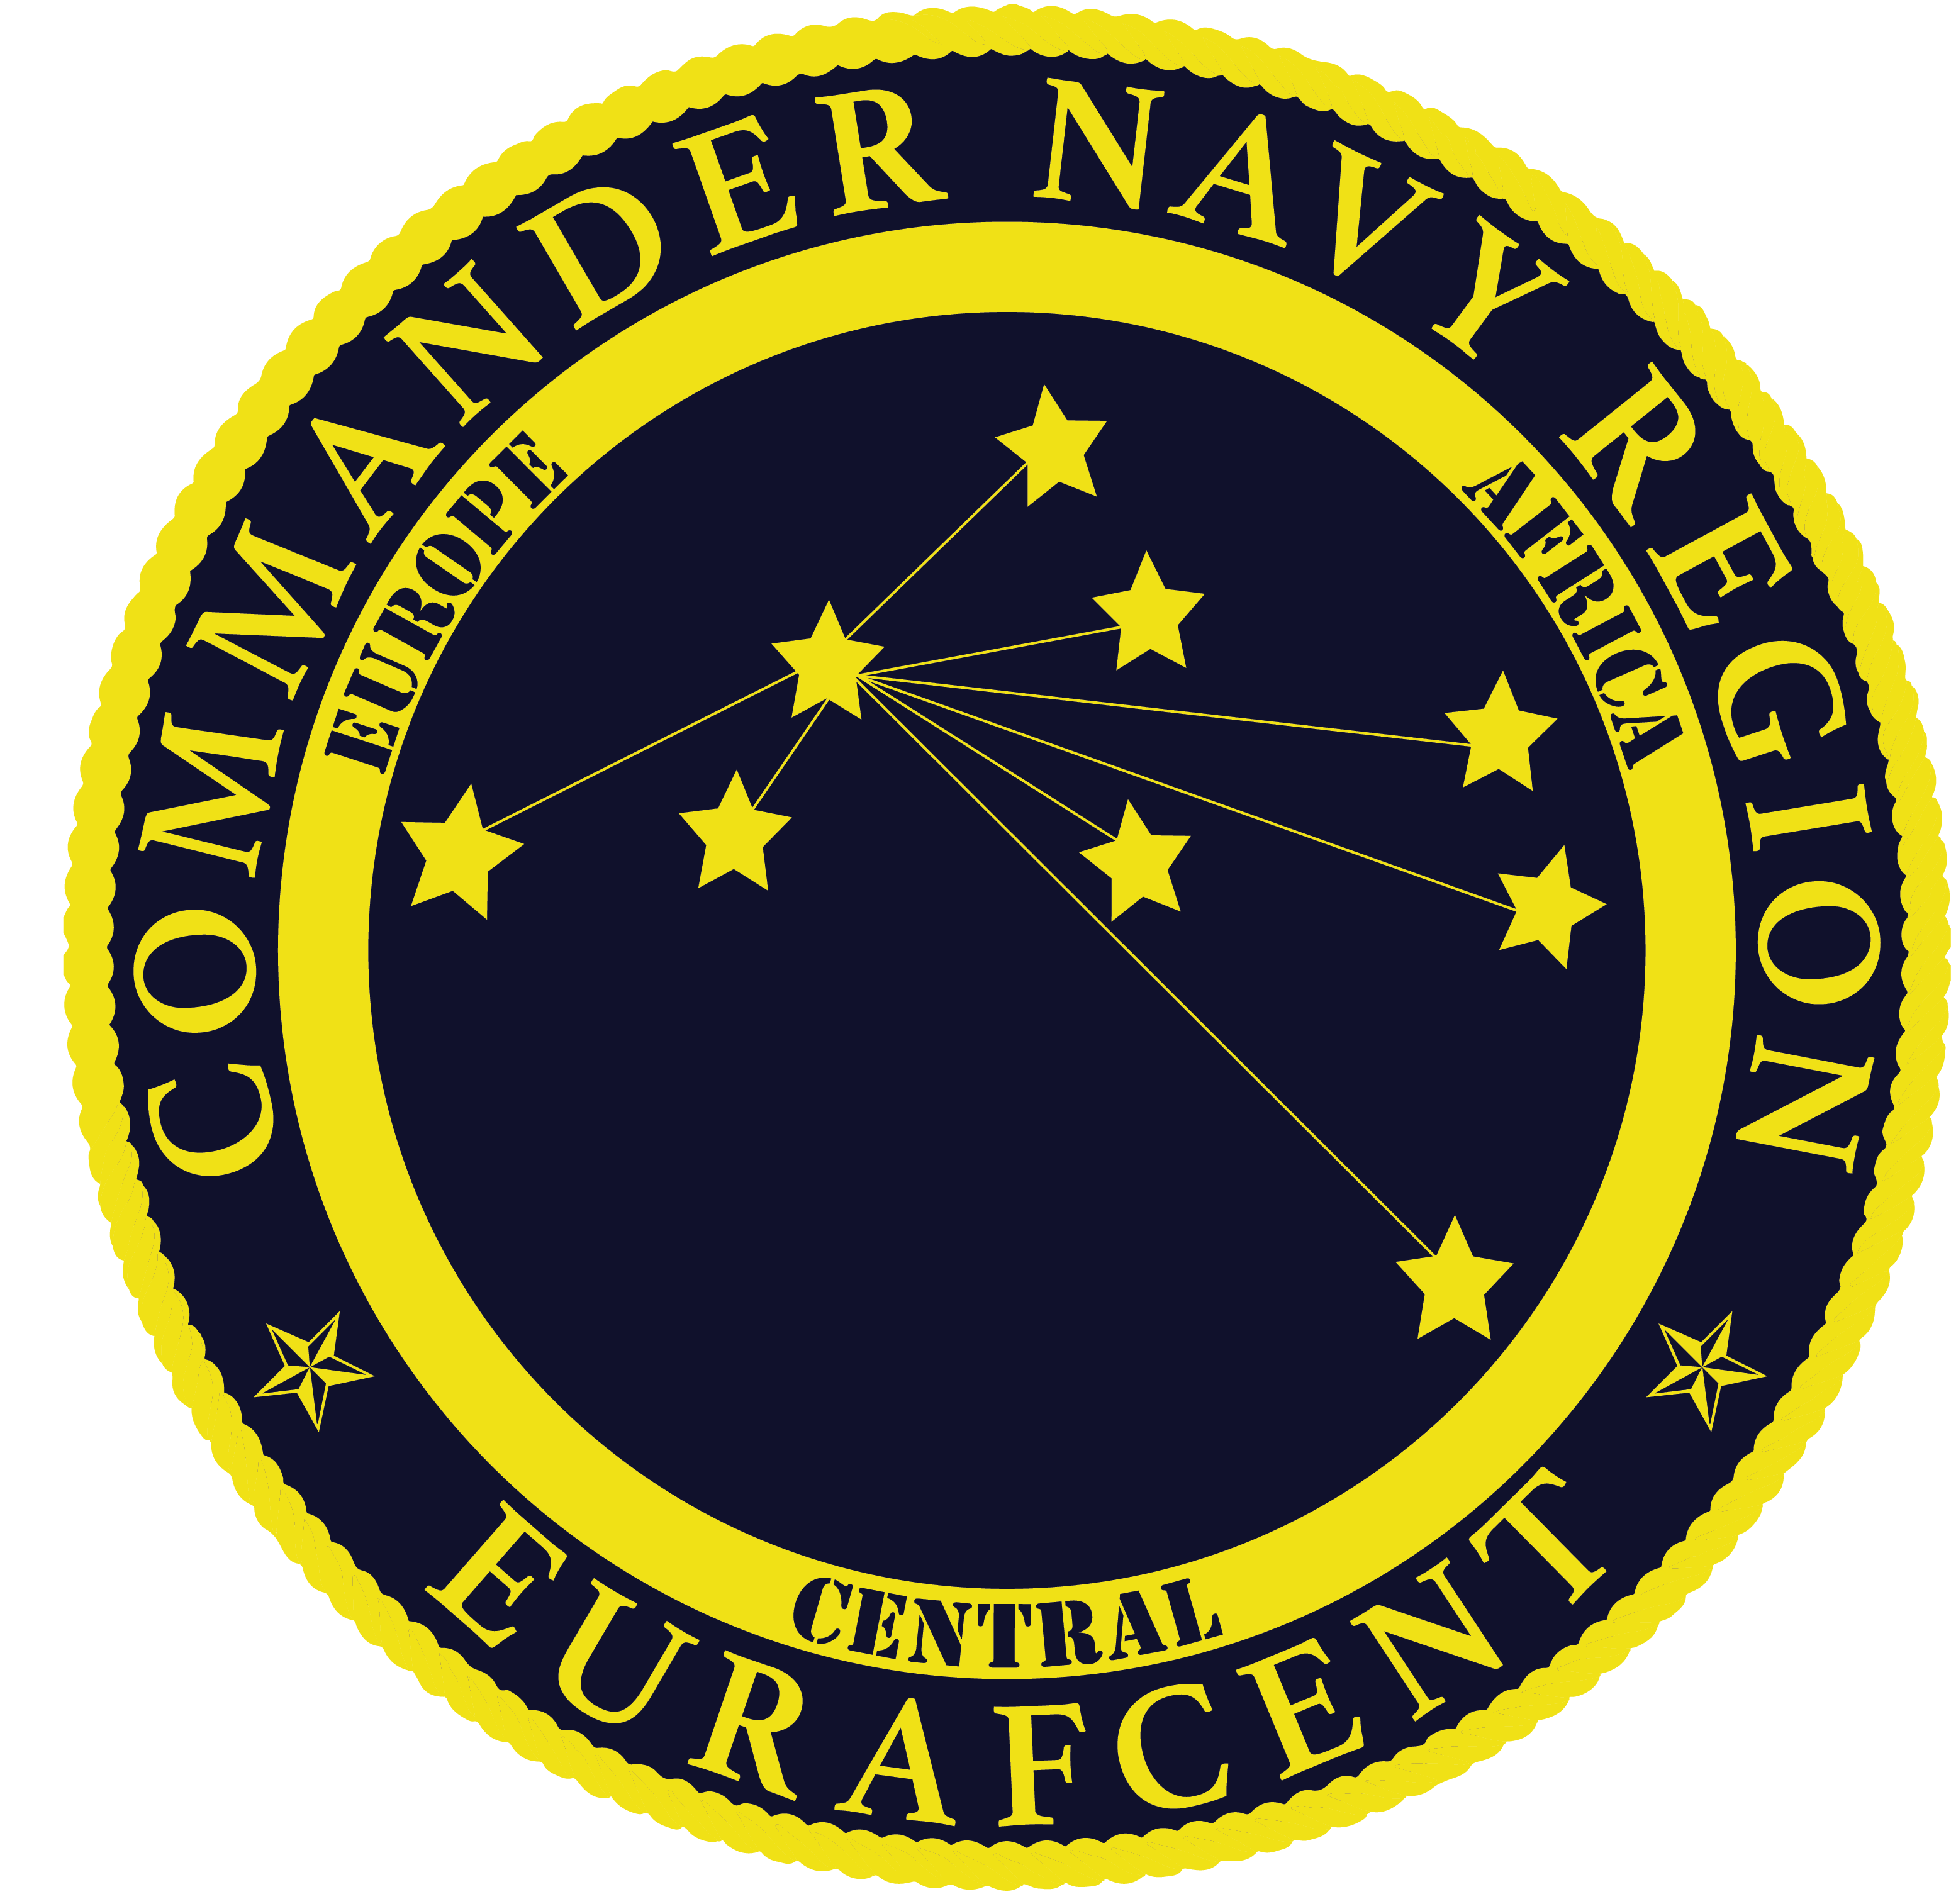 COMMANDER NAVY REGION
EUROPE
AFRICA
CENTRAL
EURAFCENT